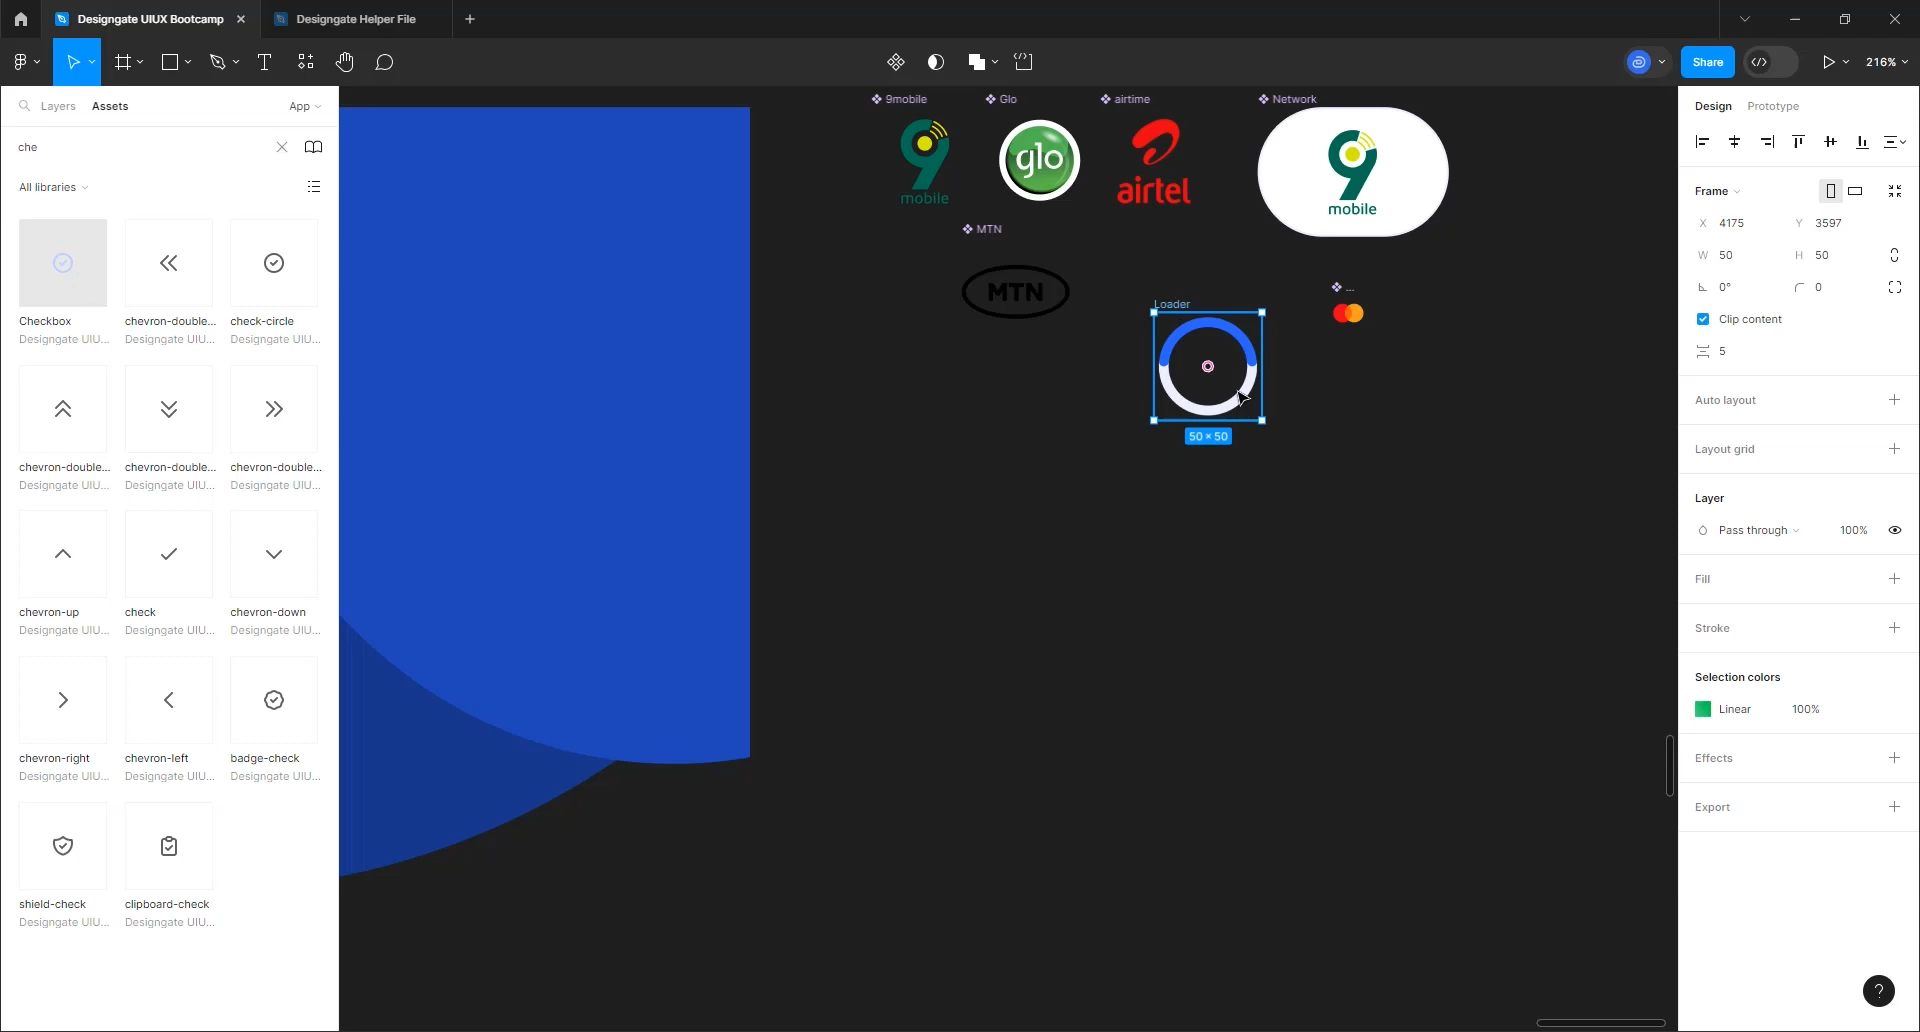 Designgate UIUX Bootcamp
Designgate Helper File
Share
216%
Layers
Assets
App
che
All libraries
Checkbox
chevron-double...
check-circle
Designgate UIU...
Designgate UIU...
Designgate UIU...
chevron-double...
chevron-double...
chevron-double...
Designgate UIU...
Designgate UIU...
Designgate UIU...
chevron-up
check
chevron-down
Designgate UIU...
Designgate UIU...
Designgate UIU...
chevron-right
chevron-left
badge-check
Designgate UIU...
Designgate UIU...
Designgate UIU...
shield-check
clipboard-check
Designgate UIU...
Designgate UIU...
9mobile
Glo
airtime
Network
9
mobile
glo
airtel
9
mobile
MTN
MTN
...
Loader
50 × 50
Design
Prototype
Frame
X 4175
Y 3597
W 50
H 50
0°
0
Clip content
5
Auto layout
Layout grid
Layer
Pass through
100%
Fill
Stroke
Selection colors
Linear
100%
Effects
Export
?